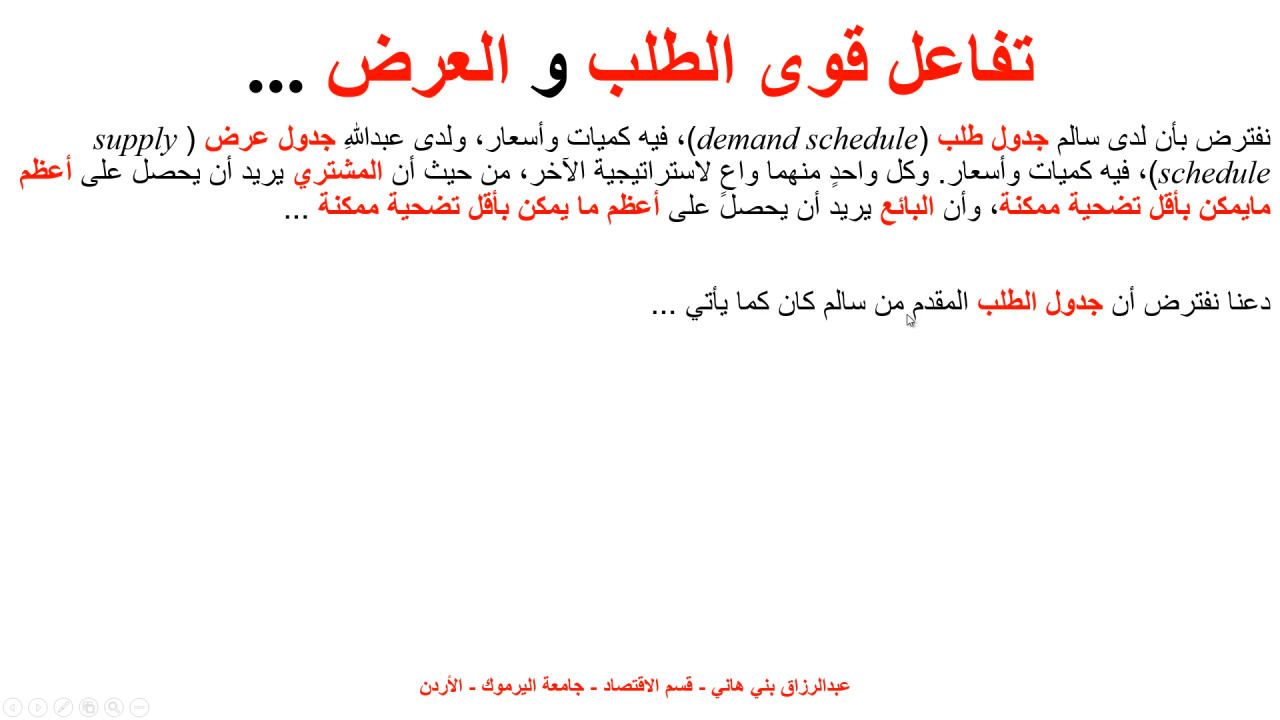 تفاعل قوى الطلب و العرض ...
نفترض بأن لدى سالم جدول طلب (demand schedule)، فيه كميات وأسعار، ولدى عبدالله جدول عرض (supply
schedule)، فيه كميات وأسعار. وكل واحدٍ منهما واعٍ لاستراتيجية الآخر، من حيث أن المشتري يريد أن يحصل على أعظم
مايمكن بأقل تضحية ممكنة، وأن البائع يريد أن يحصل على أعظم ما يمكن بأقل تضحية ممكنة ...
دعنا نفترض أن جدول الطلب المقدم من سالم كان كما يأتي ...
عبدالرزاق بني هاني - قسم الاقتصاد - جامعة اليرموك - الأردن